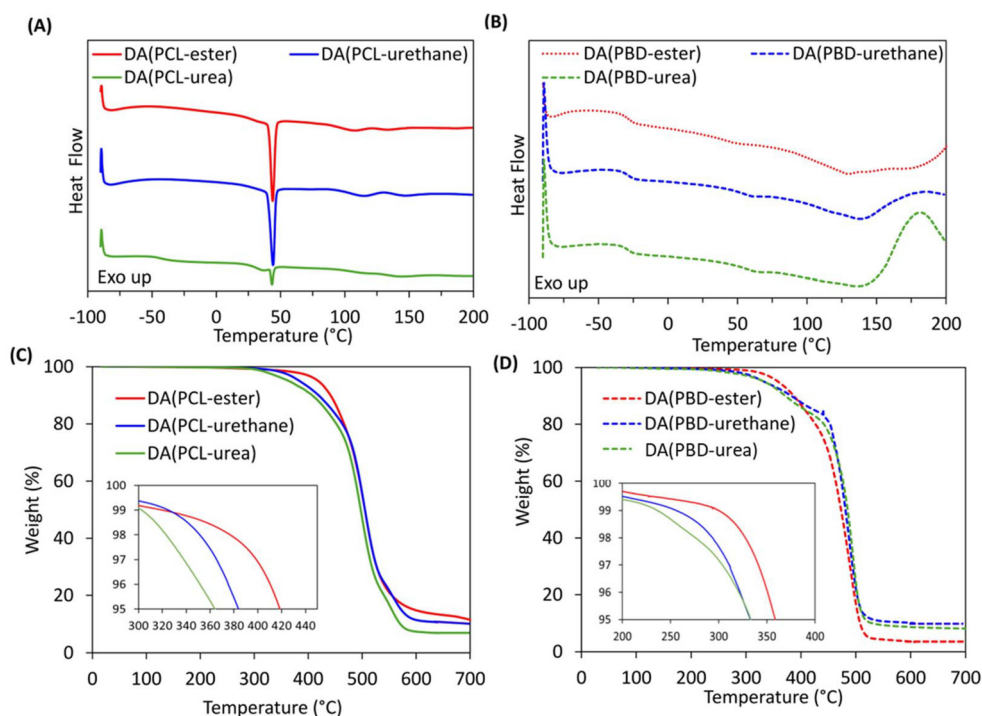 (A)
DA(PCL-ester) DA(PCL-urethane)
DA(PCL-urea)
Heat Flow
Exo up
-100 -50 0 50 100 150 200
Temperature (°C)
(B)
DA(PBD-ester) DA(PBD-urethane)
DA(PBD-urea)
Heat Flow
Exo up
-100 -50 0 50 100 150 200
Temperature (°C)
(C)
100
80
60
40
20
0
Weight (%)
DA(PCL-ester)
DA(PCL-urethane)
DA(PCL-urea)
100
99
98
97
96
95
300 320 340 360 380 400 420 440
0 100 200 300 400 500 600 700
Temperature (°C)
(D)
100
80
60
40
20
0
Weight (%)
DA(PBD-ester)
DA(PBD-urethane)
DA(PBD-urea)
100
99
98
97
96
95
200 250 300 350 400
0 100 200 300 400 500 600 700
Temperature (°C)